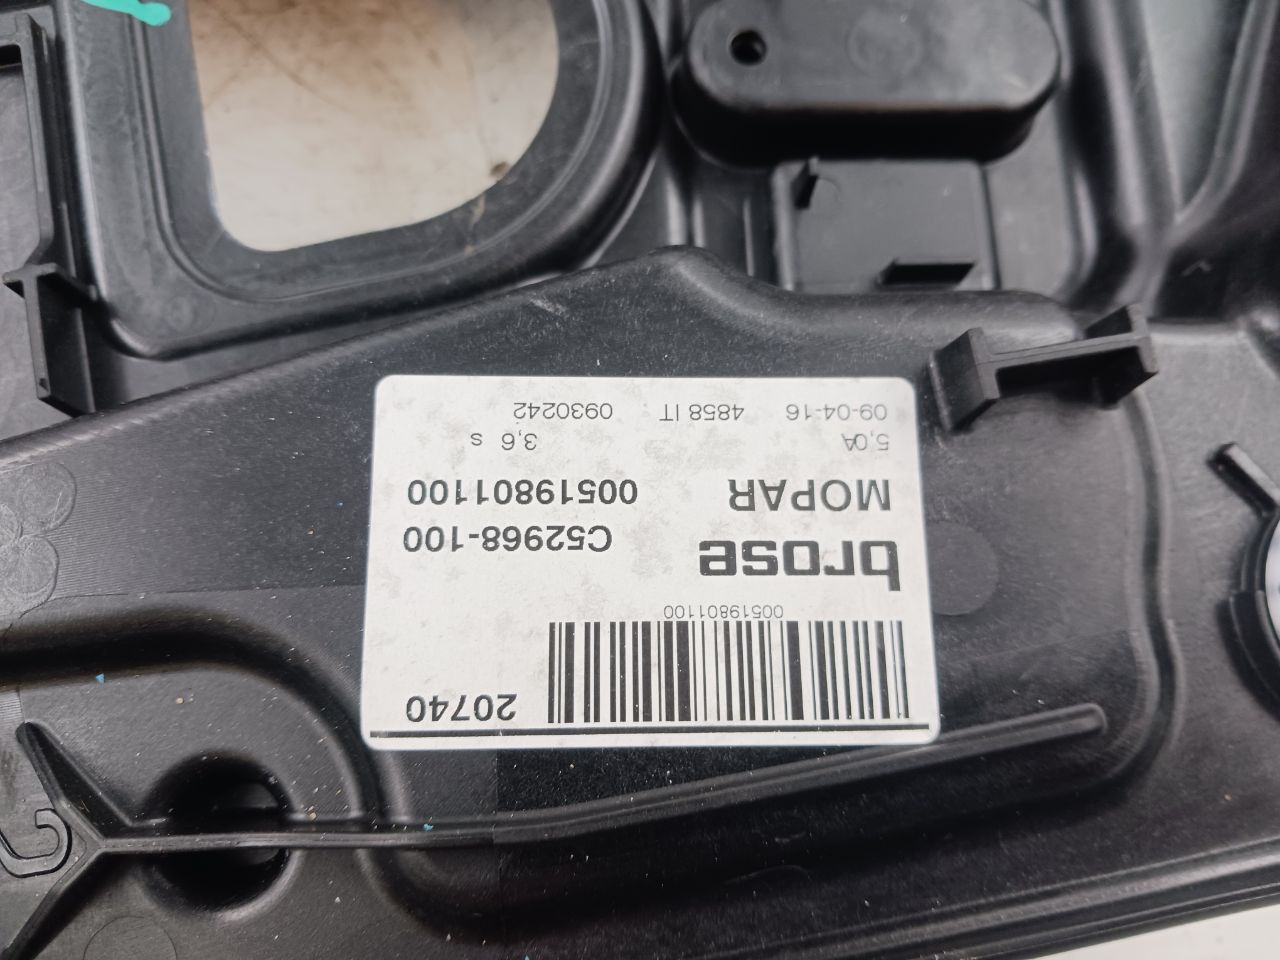 20740
00519801100
brose C52968-100
MOPAR 00519801100
5,0A 3,6 s
09-04-16 4858 IT 0930242